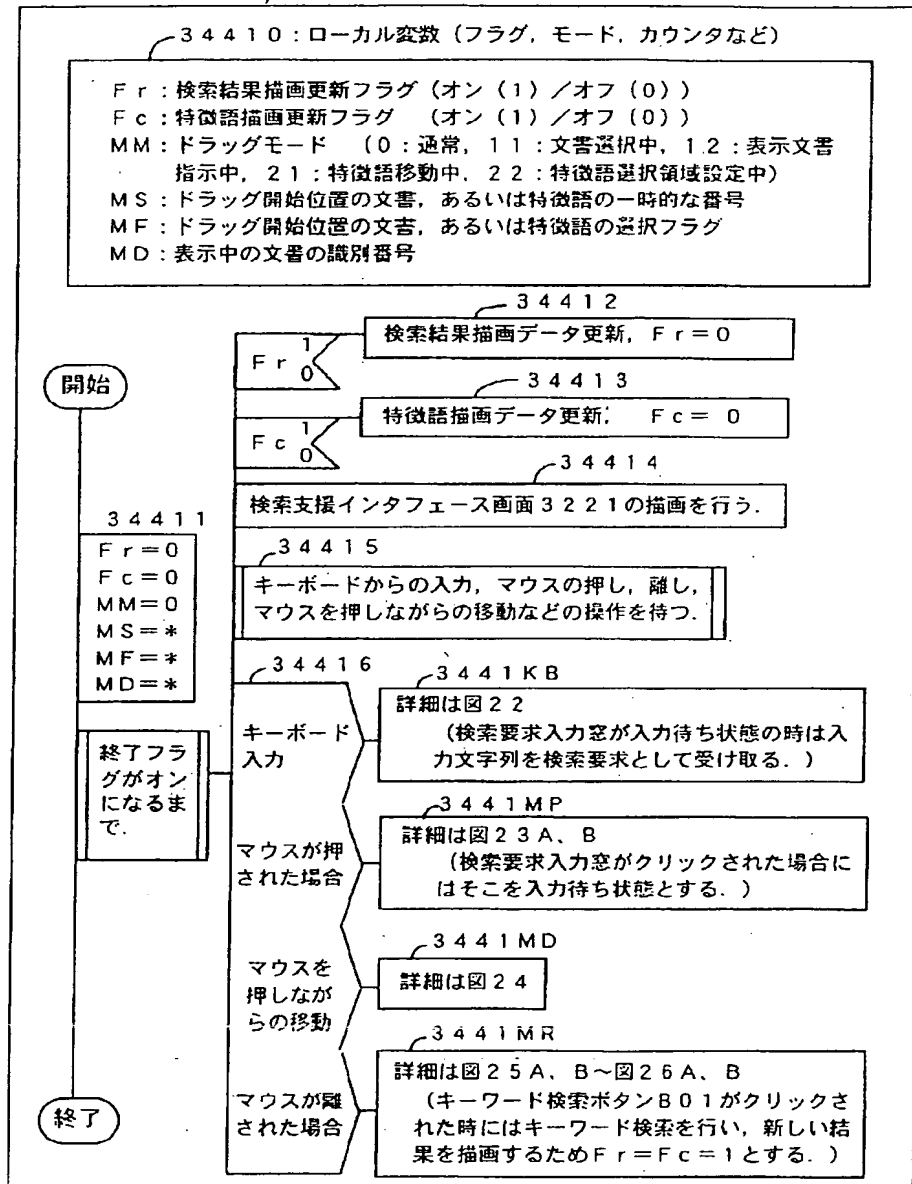 34410：ローカル変数（フラグ，モード，カウンタなど）
Fr：検索結果描画更新フラグ（オン（1）／オフ（0））
Fc：特徴語描画更新フラグ　（オン（1）／オフ（0））
MM：ドラッグモード　（0：通常，11：文書選択中，12：表示文書
指示中，21：特徴語移動中，22：特徴語選択領域設定中）
MS：ドラッグ開始位置の文書，あるいは特徴語の一時的な番号
MF：ドラッグ開始位置の文書，あるいは特徴語の選択フラグ
MD：表示中の文書の識別番号
開始
34411
Fr＝0
Fc＝0
MM＝0
MS＝＊
MF＝＊
MD＝＊
終了フラ
グがオン
になるま
で．
終了
Fr
1
0
34412
検索結果描画データ更新，Fr＝0
Fc
1
0
34413
特徴語描画データ更新，　Fc＝ 0
34414
検索支援インタフェース画面3221の描画を行う．
34415
キーボードからの入力，マウスの押し，離し，
マウスを押しながらの移動などの操作を待つ．
34416
キーボード
入力
3441KB
詳細は図22
（検索要求入力窓が入力待ち状態の時は入
力文字列を検索要求として受け取る．）
マウスが押
された場合
3441MP
詳細は図23A、B
（検索要求入力窓がクリックされた場合に
はそこを入力待ち状態とする．）
マウスを
押しなが
らの移動
3441MD
詳細は図24
マウスが離
された場合
3441MR
詳細は図25A、B～図26A、B
（キーワード検索ボタンB01がクリックさ
れた時にはキーワード検索を行い，新しい結
果を描画するためFr＝Fc＝1とする．）